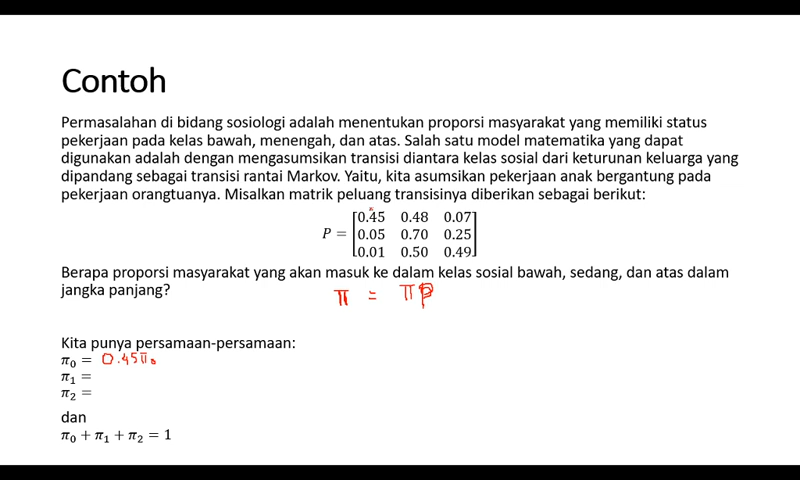 Contoh
Permasalahan di bidang sosiologi adalah menentukan proporsi masyarakat yang memiliki status
pekerjaan pada kelas bawah, menengah, dan atas. Salah satu model matematika yang dapat
digunakan adalah dengan mengasumsikan transisi diantara kelas sosial dari keturunan keluarga yang
dipandang sebagai transisi rantai Markov. Yaitu, kita asumsikan pekerjaan anak bergantung pada
pekerjaan orangtuanya. Misalkan matrik peluang transisinya diberikan sebagai berikut:
0.45 0.48 0.07
P = 0.05 0.70 0.25
0.01 0.50 0.49
Berapa proporsi masyarakat yang akan masuk ke dalam kelas sosial bawah, sedang, dan atas dalam
jangka panjang?
π = πP
Kita punya persamaan-persamaan:
π₀ = 0.45π₀
π₁ =
π₂ =
dan
π₀ + π₁ + π₂ = 1